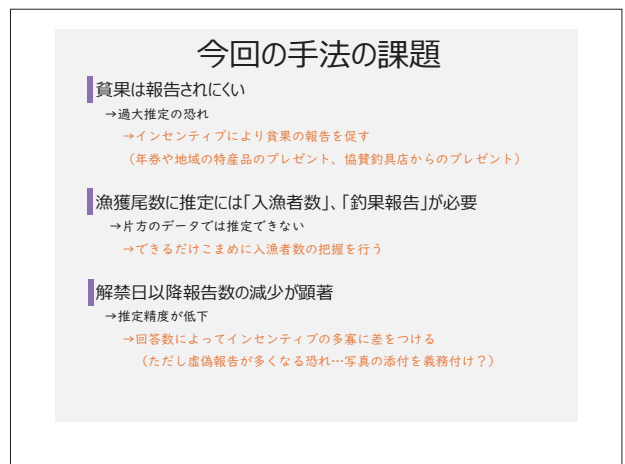 今回の手法の課題
貧果は報告されにくい
→過大推定の恐れ
→インセンティブにより貧果の報告を促す
（年券や地域の特産品のプレゼント、協賛釣具店からのプレゼント）
漁獲尾数に推定には「入漁者数」、「釣果報告」が必要
→片方のデータでは推定できない
→できるだけこまめに入漁者数の把握を行う
解禁日以降報告数の減少が顕著
→推定精度が低下
→回答数によってインセンティブの多寡に差をつける
（ただし虚偽報告が多くなる恐れ…写真の添付を義務付け？）